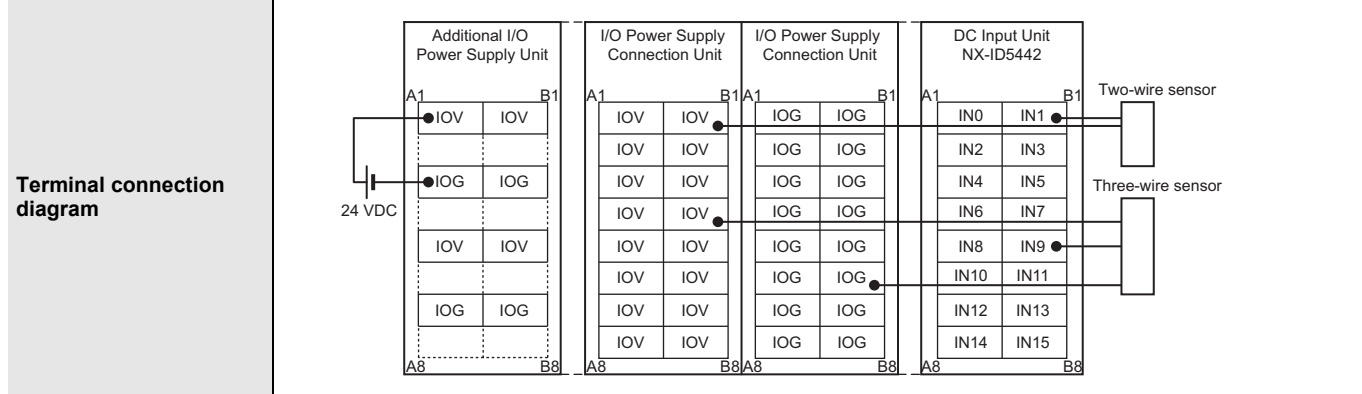 Terminal connection
diagram
Additional I/O
Power Supply Unit
I/O Power Supply
Connection Unit
I/O Power Supply
Connection Unit
DC Input Unit
NX-ID5442
A1 B1 A1 B1 A1 B1 A1 B1
Two-wire sensor
IOV IOV IOV IOV IOG IOG IN0 IN1
IOV IOV IOG IOG IN2 IN3
IOG IOG IOV IOV IOG IOG IN4 IN5
Three-wire sensor
24 VDC
IOV IOV IOG IOG IN6 IN7
IOV IOV IOV IOV IOG IOG IN8 IN9
IOV IOV IOG IOG IN10 IN11
IOG IOG IOV IOV IOG IOG IN12 IN13
IOV IOV IOG IOG IN14 IN15
A8 B8 A8 B8 A8 B8 A8 B8